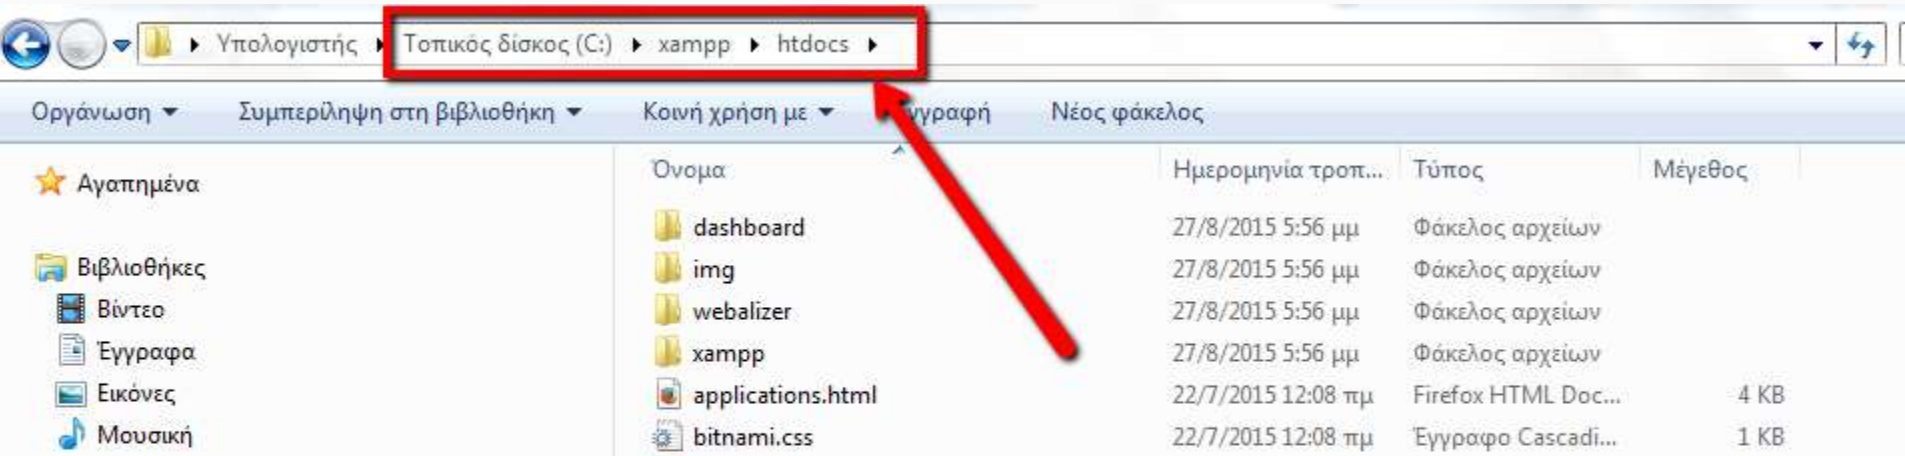 Υπολογιστής Τοπικός δίσκος (C:) xampp htdocs
Οργάνωση Συμπερίληψη στη βιβλιοθήκη Κοινή χρήση με Νέος φάκελος
Αγαπημένα
Βιβλιοθήκες
Βίντεο
Έγγραφα
Εικόνες
Μουσική
Όνομα Ημερομηνία τροπ... Τύπος Μέγεθος
dashboard 27/8/2015 5:56 μμ Φάκελος αρχείων
img 27/8/2015 5:56 μμ Φάκελος αρχείων
webalizer 27/8/2015 5:56 μμ Φάκελος αρχείων
xampp 27/8/2015 5:56 μμ Φάκελος αρχείων
applications.html 22/7/2015 12:08 πμ Firefox HTML Doc... 4 KB
bitnami.css 22/7/2015 12:08 πμ Έγγραφο Cascadi... 1 KB